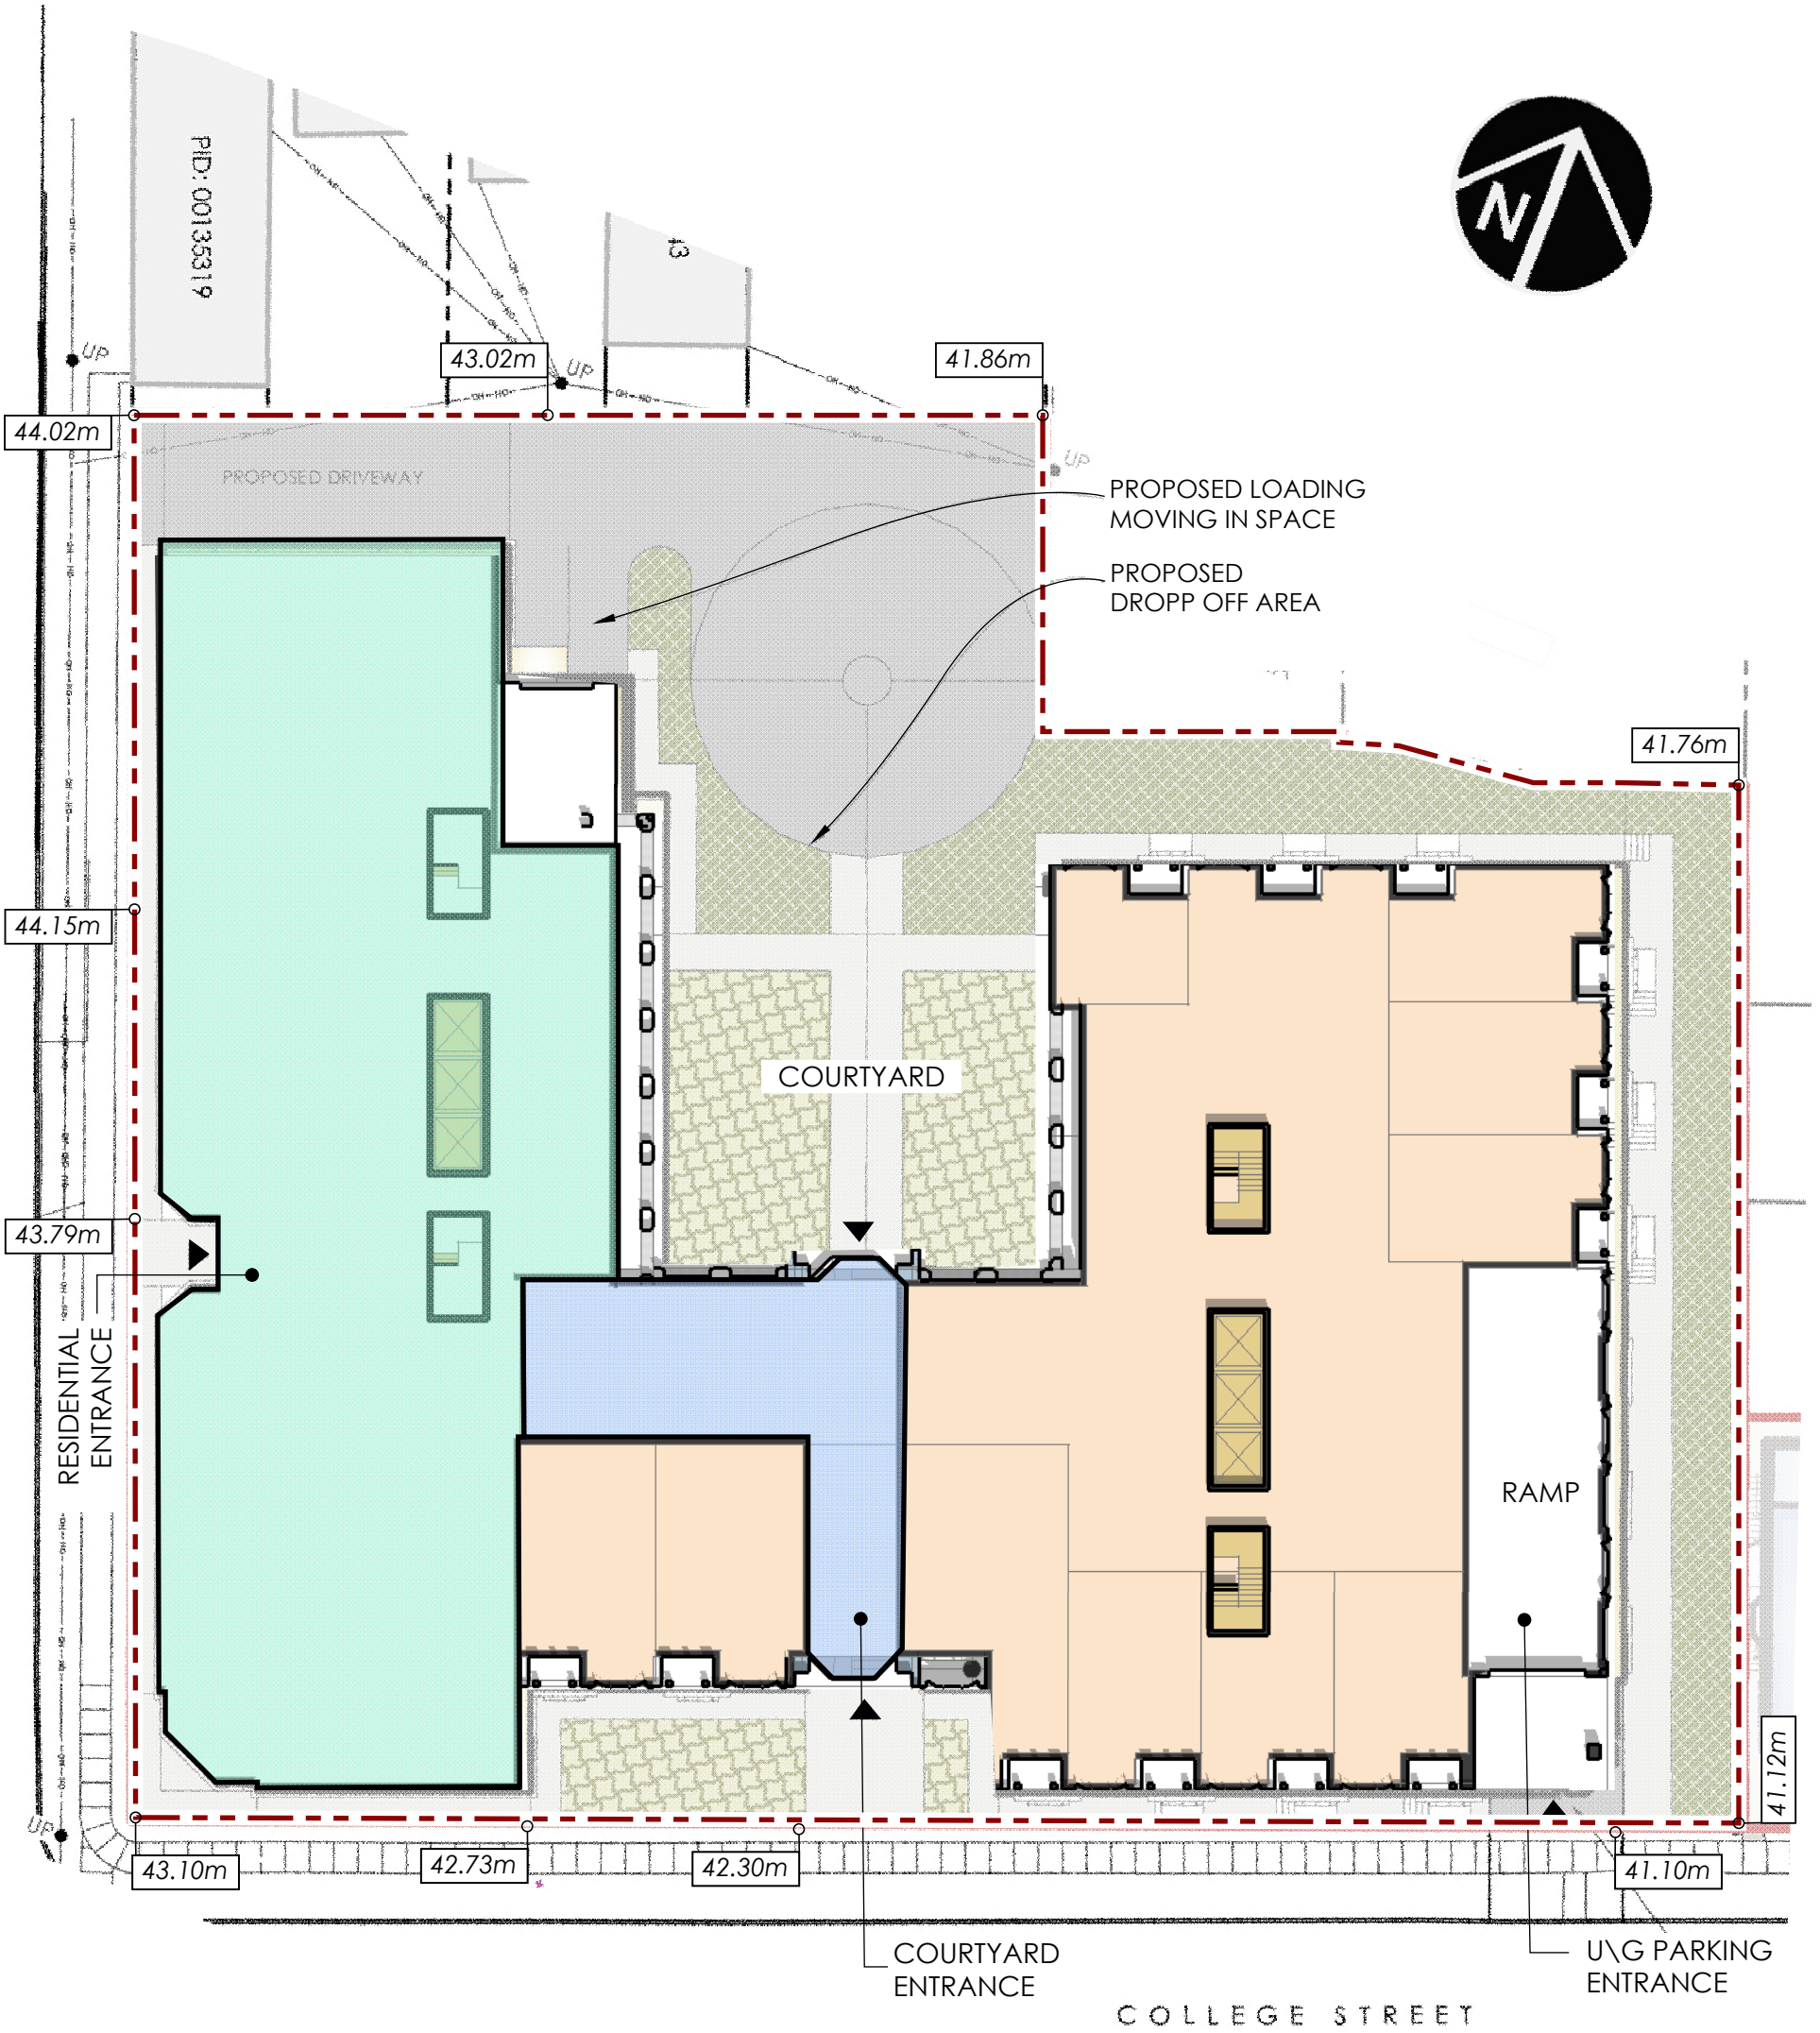 PID: 00135319
43
N
UP
43.02m
UP
41.86m
44.02m
UP
PROPOSED DRIVEWAY
PROPOSED LOADING
MOVING IN SPACE
PROPOSED
DROPP OFF AREA
41.76m
44.15m
COURTYARD
43.79m
RESIDENTIAL
ENTRANCE
RAMP
41.12m
UP
43.10m
42.73m
42.30m
41.10m
COURTYARD
ENTRANCE
U\G PARKING
ENTRANCE
COLLEGE STREET